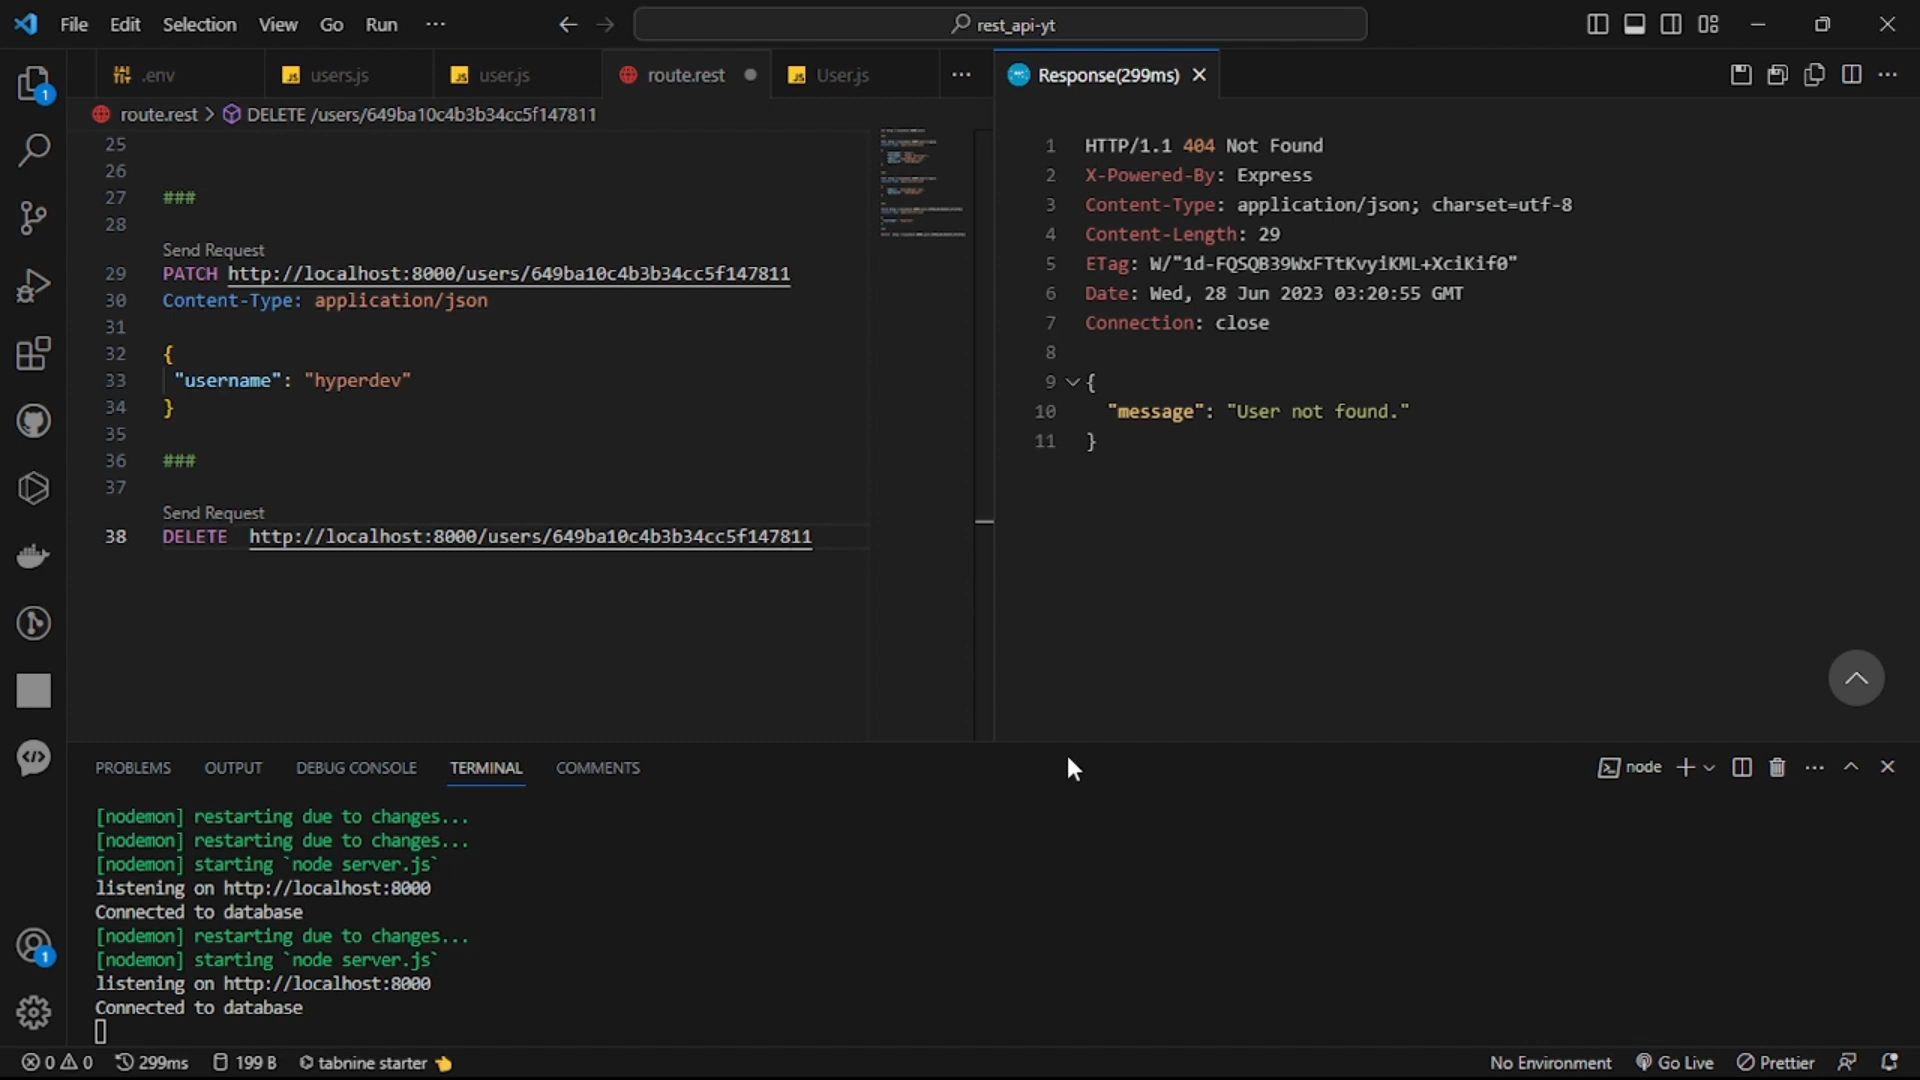 File Edit Selection View Go Run ··· rest_api-yt
.env users.js user.js route.rest User.js ···
route.rest > DELETE /users/649ba10c4b3b34cc5f147811
25
26
27 ###
28
Send Request
29 PATCH http://localhost:8000/users/649ba10c4b3b34cc5f147811
30 Content-Type: application/json
31
32 {
33 "username": "hyperdev"
34 }
35
36 ###
37
Send Request
38 DELETE  http://localhost:8000/users/649ba10c4b3b34cc5f147811
Response(299ms)
1 HTTP/1.1 404 Not Found
2 X-Powered-By: Express
3 Content-Type: application/json; charset=utf-8
4 Content-Length: 29
5 ETag: W/"1d-FQSQB39WxFTtKvyiKML+XciKif0"
6 Date: Wed, 28 Jun 2023 03:20:55 GMT
7 Connection: close
8
9 {
10 "message": "User not found."
11 }
PROBLEMS OUTPUT DEBUG CONSOLE TERMINAL COMMENTS node
[nodemon] restarting due to changes...
[nodemon] restarting due to changes...
[nodemon] starting `node server.js`
listening on http://localhost:8000
Connected to database
[nodemon] restarting due to changes...
[nodemon] starting `node server.js`
listening on http://localhost:8000
Connected to database
1
1
0 0 299ms 199 B tabnine starter No Environment Go Live Prettier